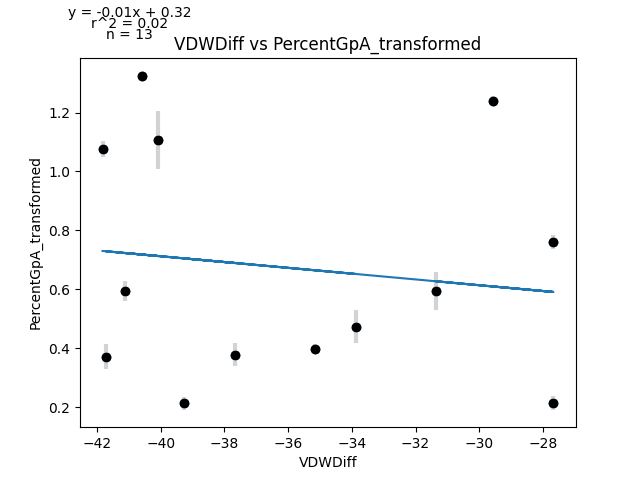 y = -0.01x + 0.32
r^2 = 0.02
n = 13
VDWDiff vs PercentGpA_transformed
1.2
1.0
0.8
0.6
0.4
0.2
PercentGpA_transformed
−42
−40
−38
−36
−34
−32
−30
−28
VDWDiff